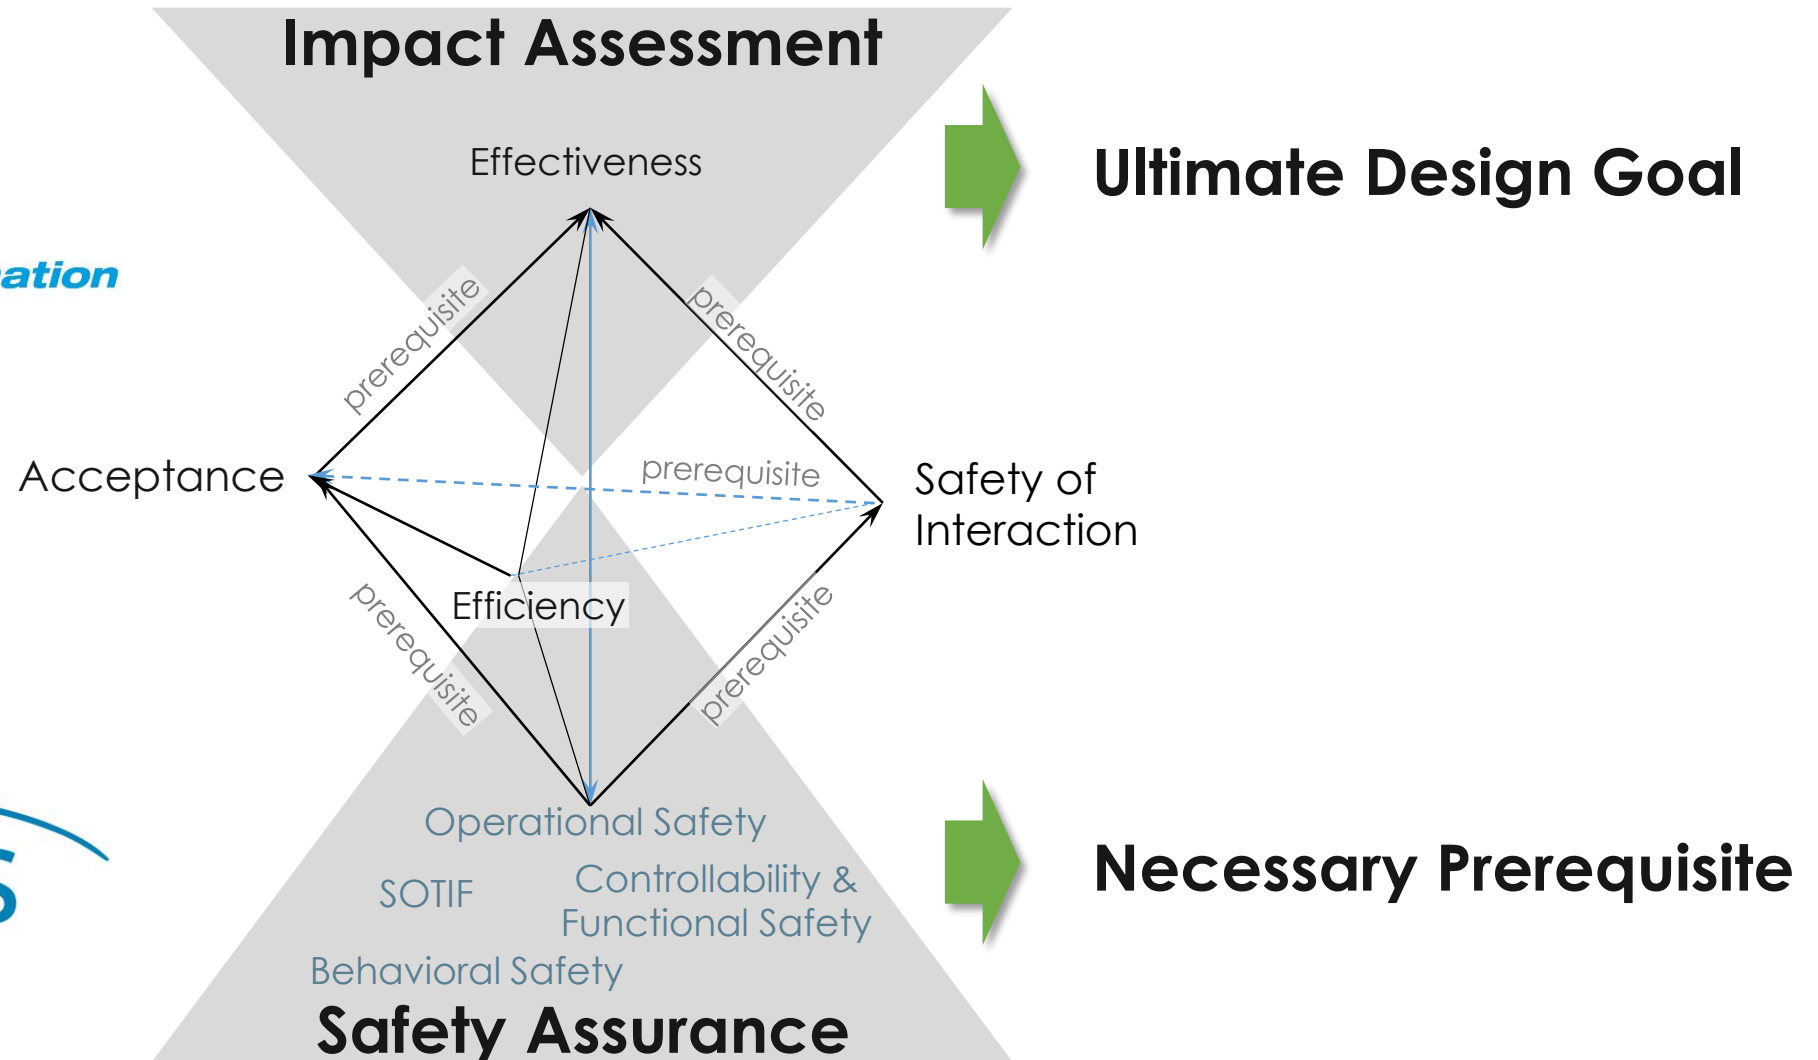 Impact Assessment
Effectiveness
Ultimate Design Goal
prerequisite
prerequisite
Acceptance
prerequisite
Safety of
Interaction
Efficiency
prerequisite
prerequisite
Operational Safety
SOTIF
Controllability &
Functional Safety
Necessary Prerequisite
Behavioral Safety
Safety Assurance